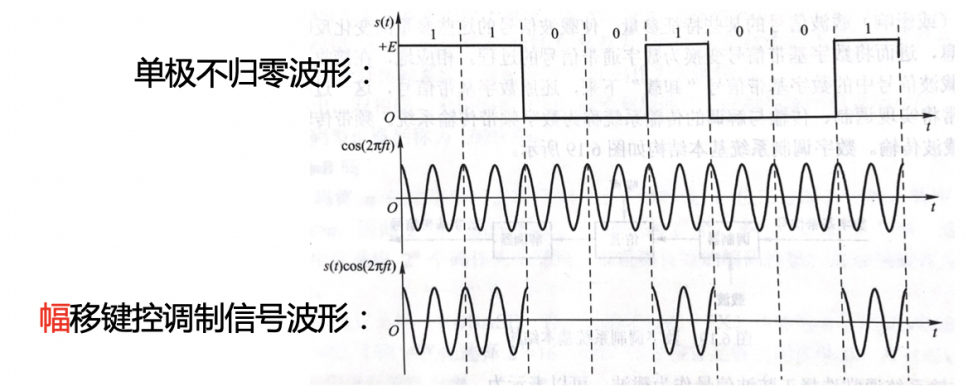 s(t)
+E
1 1 0 0 1 0 0 1
单极不归零波形：
O
t
cos(2πft)
O
t
s(t)cos(2πft)
幅移键控调制信号波形：
O
t